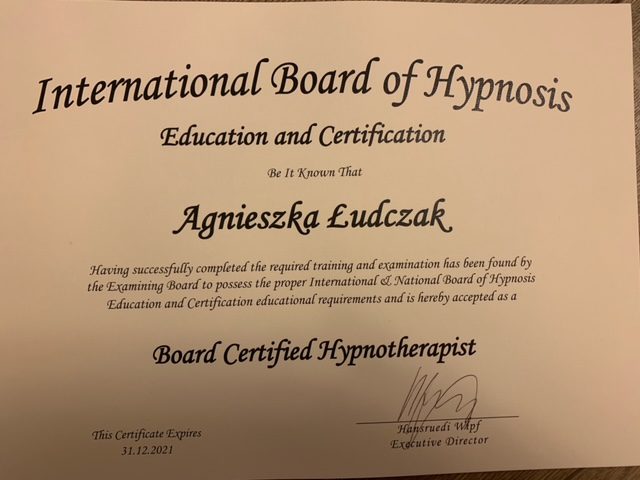 International Board of Hypnosis
Education and Certification
Be It Known That
Agnieszka Łudczak
Having successfully completed the required training and examination has been found by
the Examining Board to possess the proper International & National Board of Hypnosis
Education and Certification educational requirements and is hereby accepted as a
Board Certified Hypnotherapist
This Certificate Expires
31.12.2021
Hansruedi Wipf
Executive Director